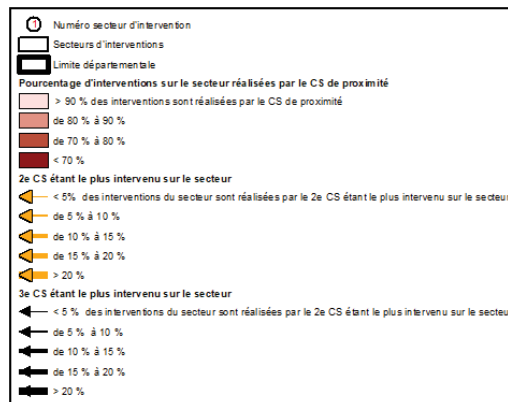 1 Numéro secteur d'intervention
Secteurs d'interventions
Limite départementale
Pourcentage d'interventions sur le secteur réalisées par le CS de proximité
> 90 % des interventions sont réalisées par le CS de proximité
de 80 % à 90 %
de 70 % à 80 %
< 70 %
2e CS étant le plus intervenu sur le secteur
< 5% des interventions du secteur sont réalisées par le 2e CS étant le plus intervenu sur le secteur
de 5 % à 10 %
de 10 % à 15 %
de 15 % à 20 %
> 20 %
3e CS étant le plus intervenu sur le secteur
< 5 % des interventions du secteur sont réalisées par le 2e CS étant le plus intervenu sur le secteur
de 5 % à 10 %
de 10 % à 15 %
de 15 % à 20 %
> 20 %